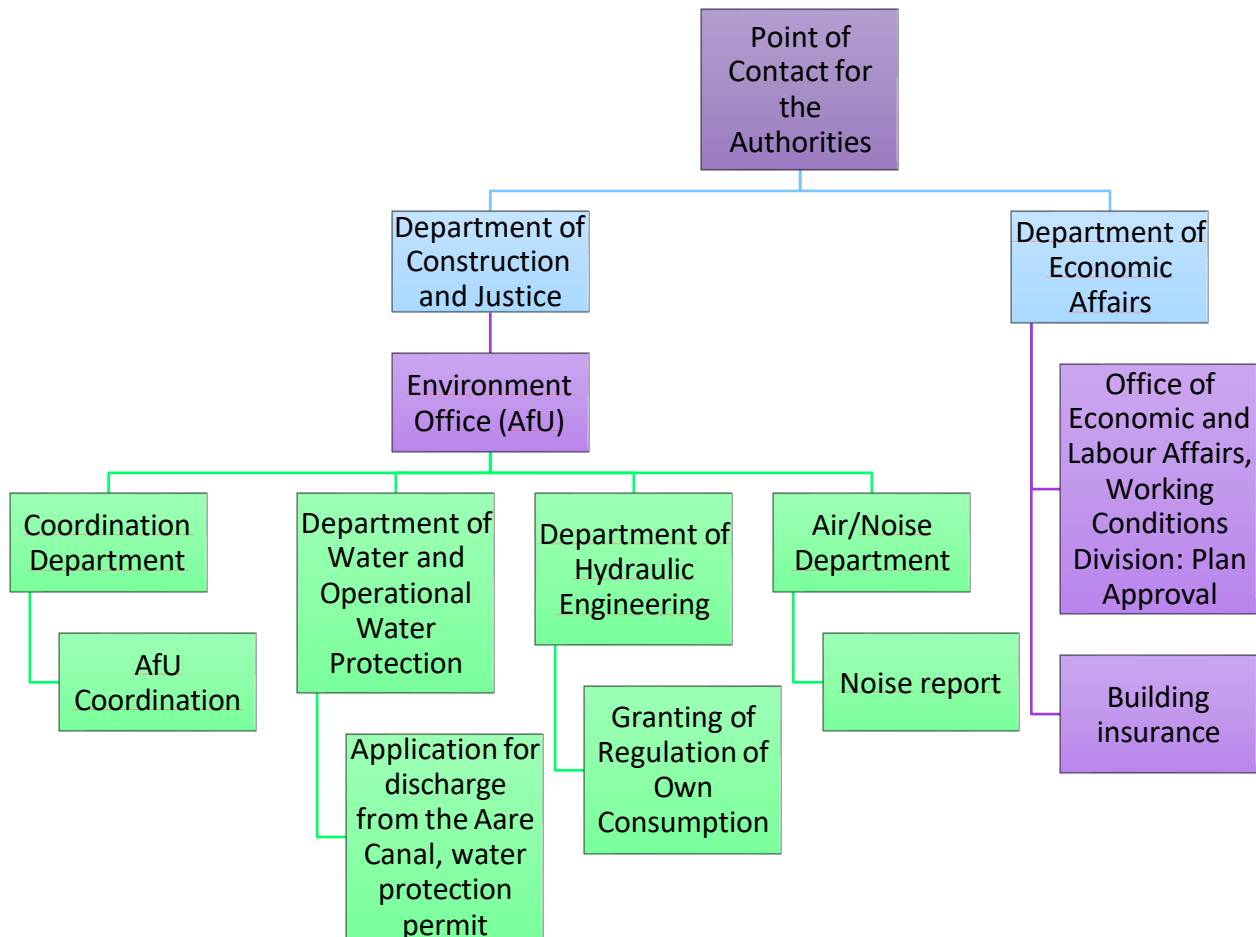 Point of
Contact for
the
Authorities
Department of
Construction
and Justice
Department of
Economic
Affairs
Environment
Office (AfU)
Office of
Economic and
Labour Affairs,
Working
Conditions
Division: Plan
Approval
Coordination
Department
Department of
Water and
Operational
Water
Protection
Department of
Hydraulic
Engineering
Air/Noise
Department
AfU
Coordination
Application for
discharge
from the Aare
Canal, water
protection
permit
Granting of
Regulation of
Own
Consumption
Noise report
Building
insurance